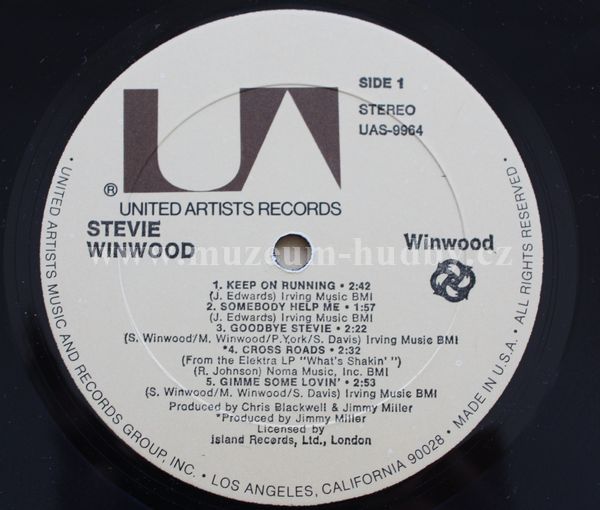 UA
SIDE 1
STEREO
UAS-9964
®
UNITED ARTISTS RECORDS
STEVIE
WINWOOD
Winwood
www.muzeum-hudby.cz
1. KEEP ON RUNNING • 2:42
(J. Edwards) Irving Music BMI
2. SOMEBODY HELP ME • 1:57
(J. Edwards) Irving Music BMI
3. GOODBYE STEVIE • 2:22
(S. Winwood/M. Winwood/P.York/S. Davis) Irving Music BMI
*4. CROSS ROADS • 2:32
(From the Elektra LP "What's Shakin' ")
(R. Johnson) Noma Music, Inc. BMI
5. GIMME SOME LOVIN' • 2:53
(S. Winwood/M. Winwood/S. Davis) Irving Music BMI
Produced by Chris Blackwell & Jimmy Miller
*Produced by Jimmy Miller
Licensed by
Island Records, Ltd., London
• UNITED ARTISTS MUSIC AND RECORDS GROUP, INC. • LOS ANGELES, CALIFORNIA 90028 • MADE IN U.S.A. • ALL RIGHTS RESERVED •